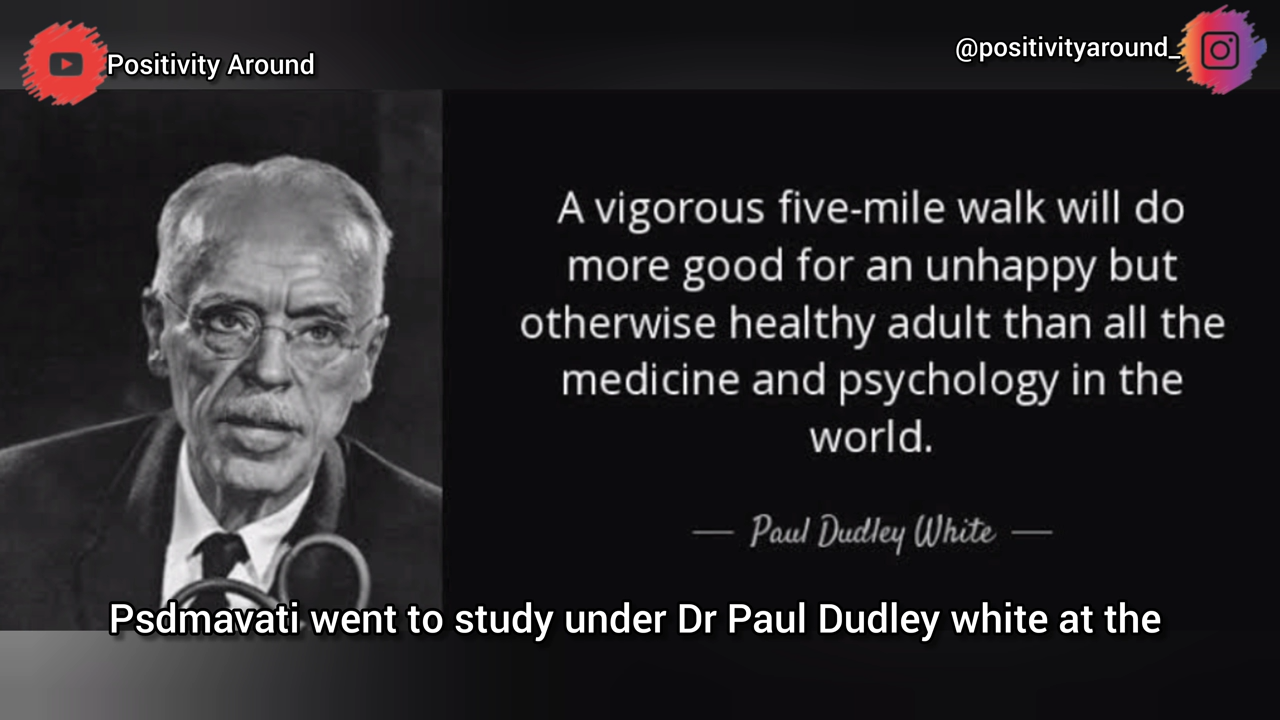 Positivity Around
@positivityaround_
A vigorous five-mile walk will do
more good for an unhappy but
otherwise healthy adult than all the
medicine and psychology in the
world.
— Paul Dudley White —
Psdmavati went to study under Dr Paul Dudley white at the